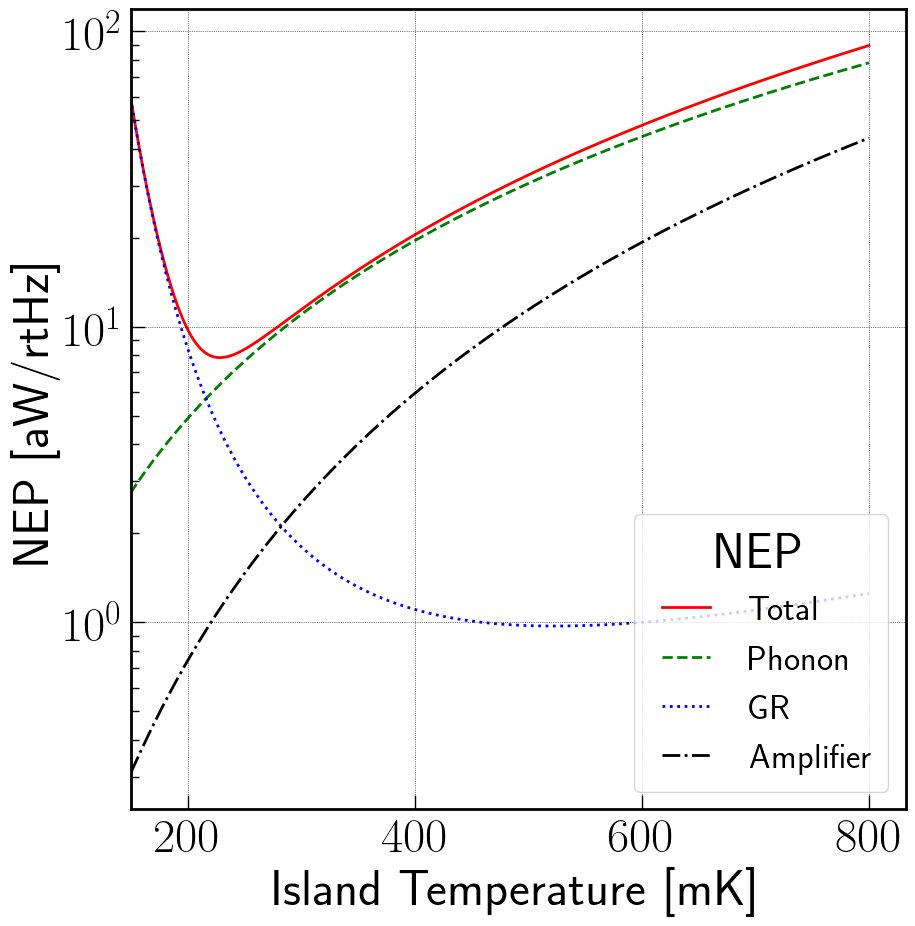 10²
10¹
10⁰
NEP [aW/rtHz]
NEP
Total
Phonon
GR
Amplifier
200 400 600 800
Island Temperature [mK]